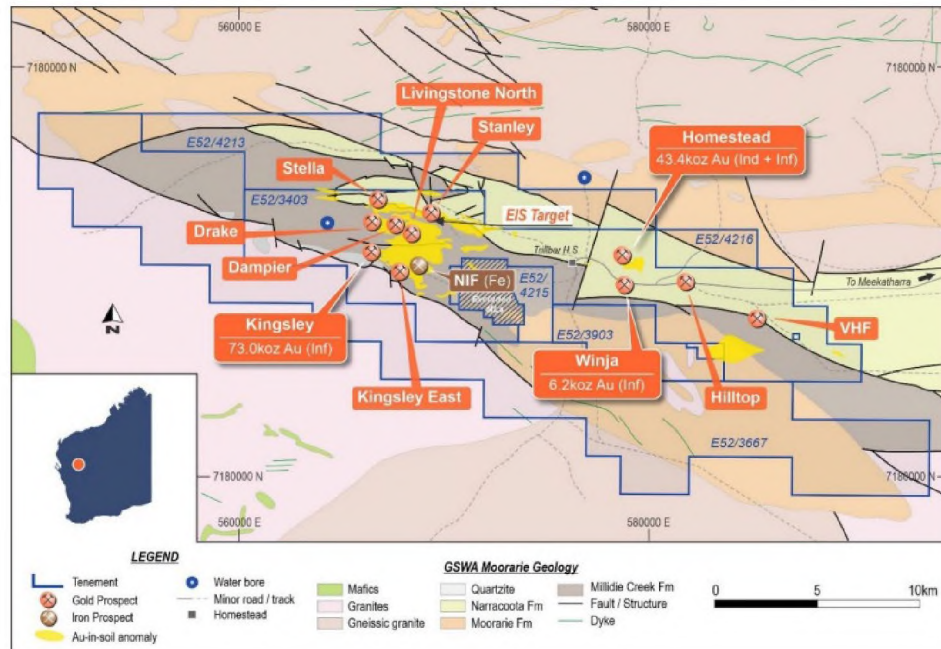 560000 E
580000 E
7180000 N
7180000 N
Livingstone North
Stanley
Homestead
43.4koz Au (Ind + Inf)
E52/4213
Stella
E52/3403
EIS Target
Drake
E52/4216
Trillbar H.S.
Dampier
NIF (Fe)
E52/
4215
To Meekatharra
N
Kingsley
73.0koz Au (Inf)
E52/3903
VHF
Winja
6.2koz Au (Inf)
Kingsley East
Hilltop
E52/3667
7180000 N
7180000 N
560000 E
580000 E
LEGEND
Tenement
Gold Prospect
Iron Prospect
Au-in-soil anomaly
Water bore
Minor road / track
Homestead
GSWA Moorarie Geology
Mafics
Granites
Gneissic granite
Quartzite
Narracoota Fm
Moorarie Fm
Millidie Creek Fm
Fault / Structure
Dyke
0
5
10km